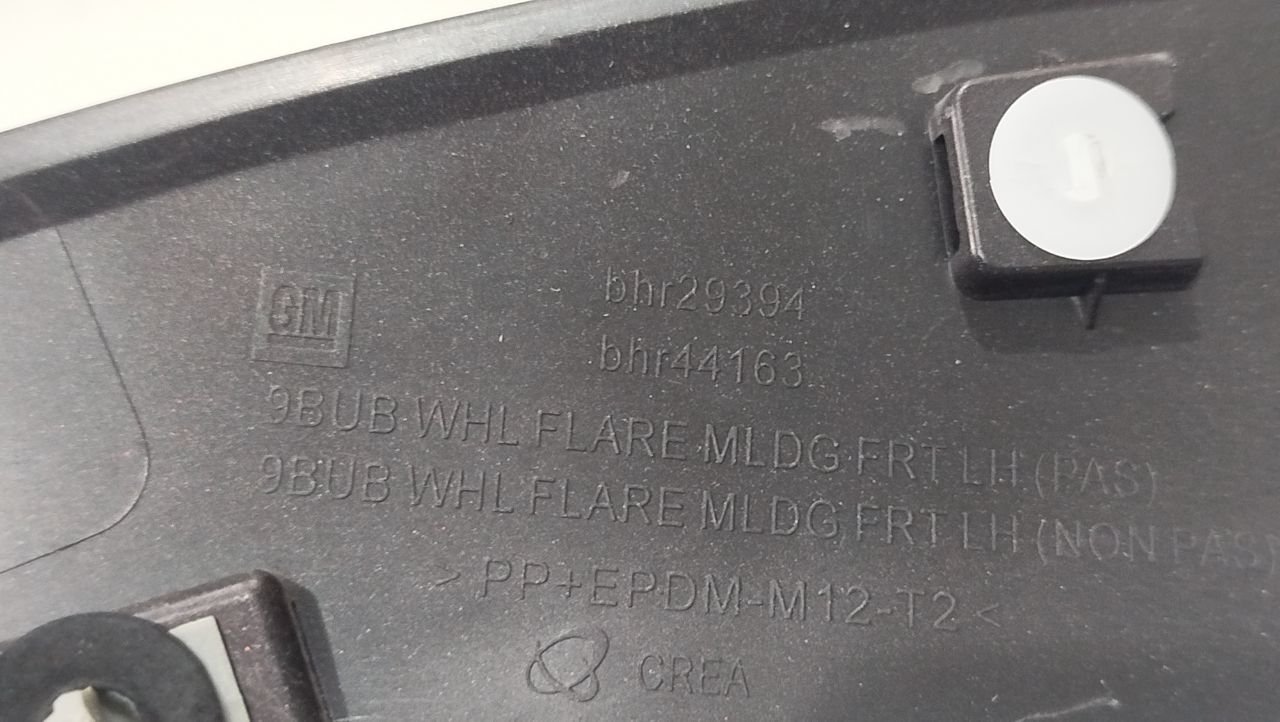 GM
bhr29394
bhr44163
9BUB WHL FLARE MLDG FRT LH (PAS)
9BUB WHL FLARE MLDG FRT LH (NON PAS)
> PP+EPDM-M12-T2 <
CREA